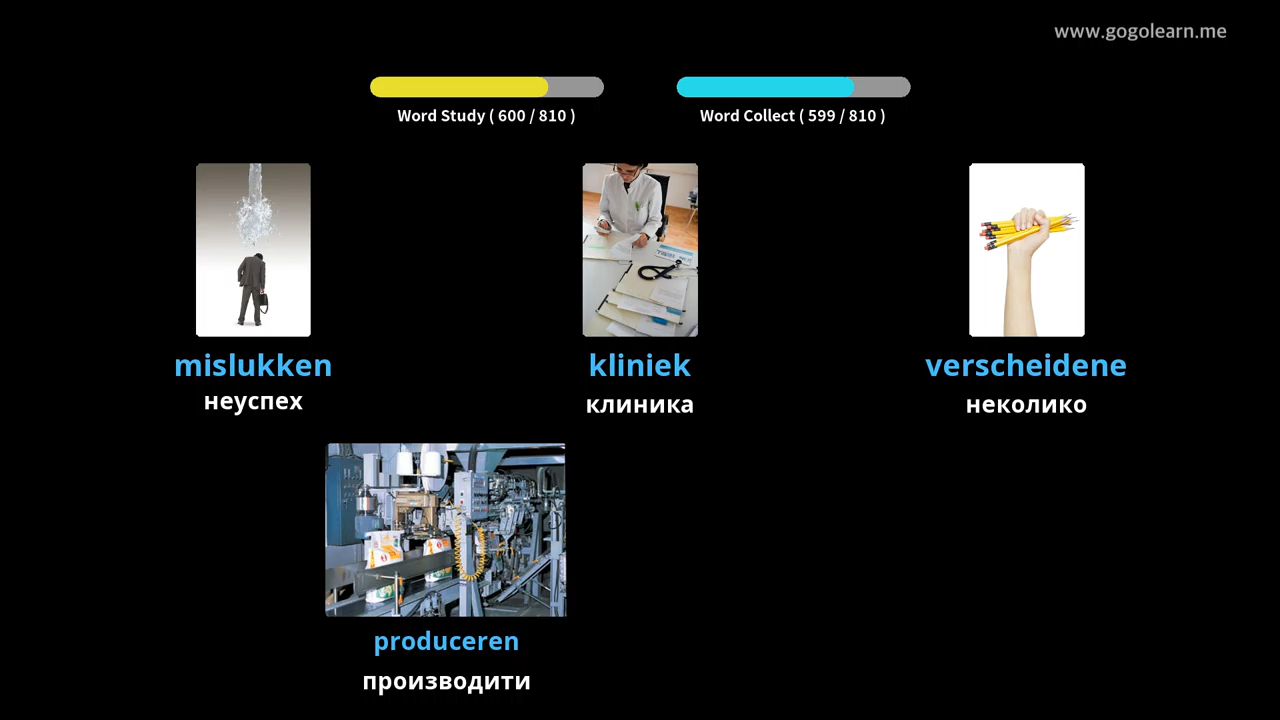 www.gogolearn.me
Word Study ( 600 / 810 )
Word Collect ( 599 / 810 )
mislukken
неуспех
kliniek
клиника
verscheidene
неколико
produceren
производити